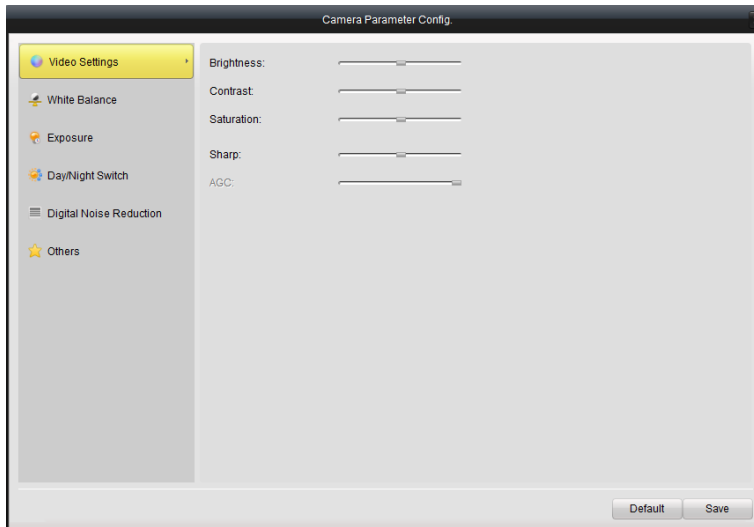 Camera Parameter Config.
Video Settings
White Balance
Exposure
Day/Night Switch
Digital Noise Reduction
Others
Brightness:
Contrast:
Saturation:
Sharp:
AGC:
Default
Save